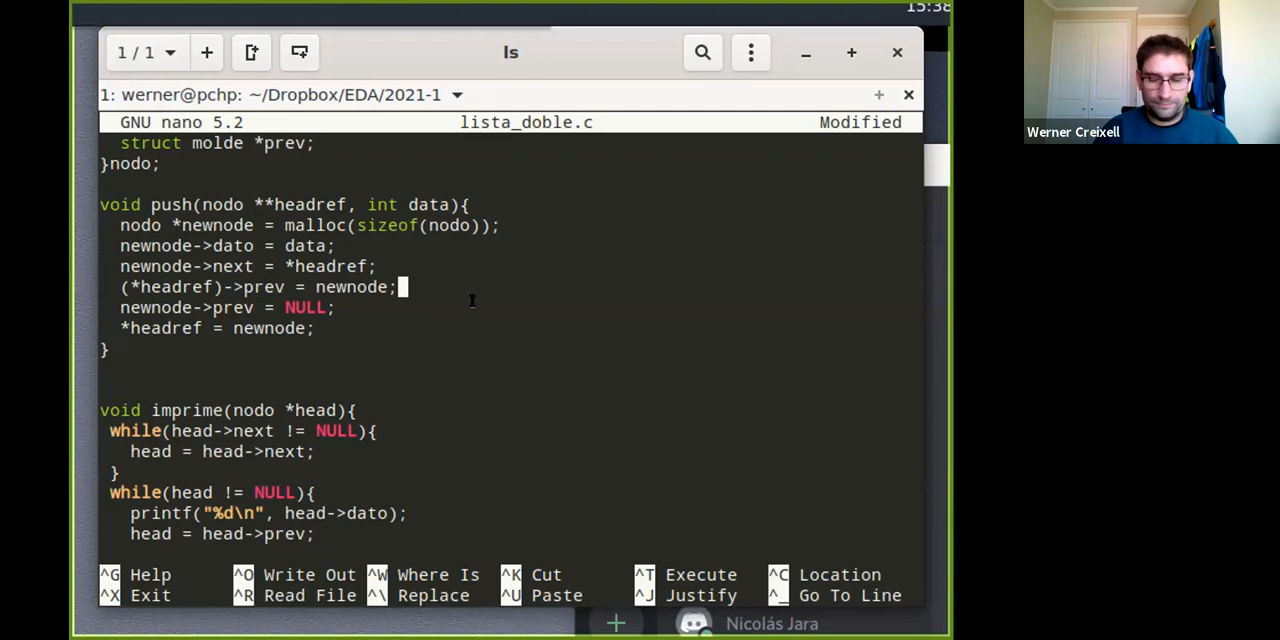 15:38
1 / 1
ls
1: werner@pchp: ~/Dropbox/EDA/2021-1
GNU nano 5.2 lista_doble.c Modified
struct molde *prev;
}nodo;
void push(nodo **headref, int data){
nodo *newnode = malloc(sizeof(nodo));
newnode->dato = data;
newnode->next = *headref;
(*headref)->prev = newnode;
newnode->prev = NULL;
*headref = newnode;
}
void imprime(nodo *head){
while(head->next != NULL){
head = head->next;
}
while(head != NULL){
printf("%d\n", head->dato);
head = head->prev;
^G Help ^O Write Out ^W Where Is ^K Cut ^T Execute ^C Location
^X Exit ^R Read File ^\ Replace ^U Paste ^J Justify ^_ Go To Line
Nicolás Jara
Werner Creixell